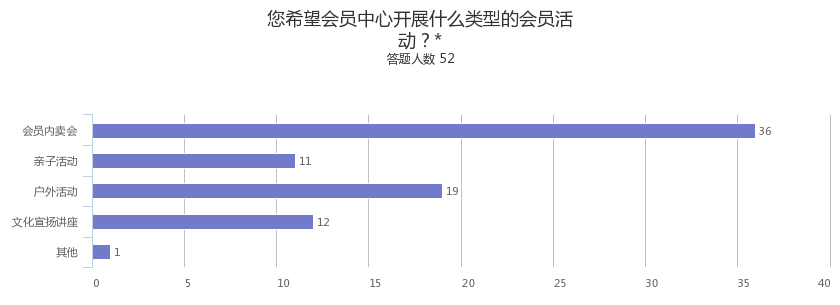 您希望会员中心开展什么类型的会员活
动？*
答题人数 52
会员内卖会 36
亲子活动 11
户外活动 19
文化宣扬讲座 12
其他 1
0 5 10 15 20 25 30 35 40